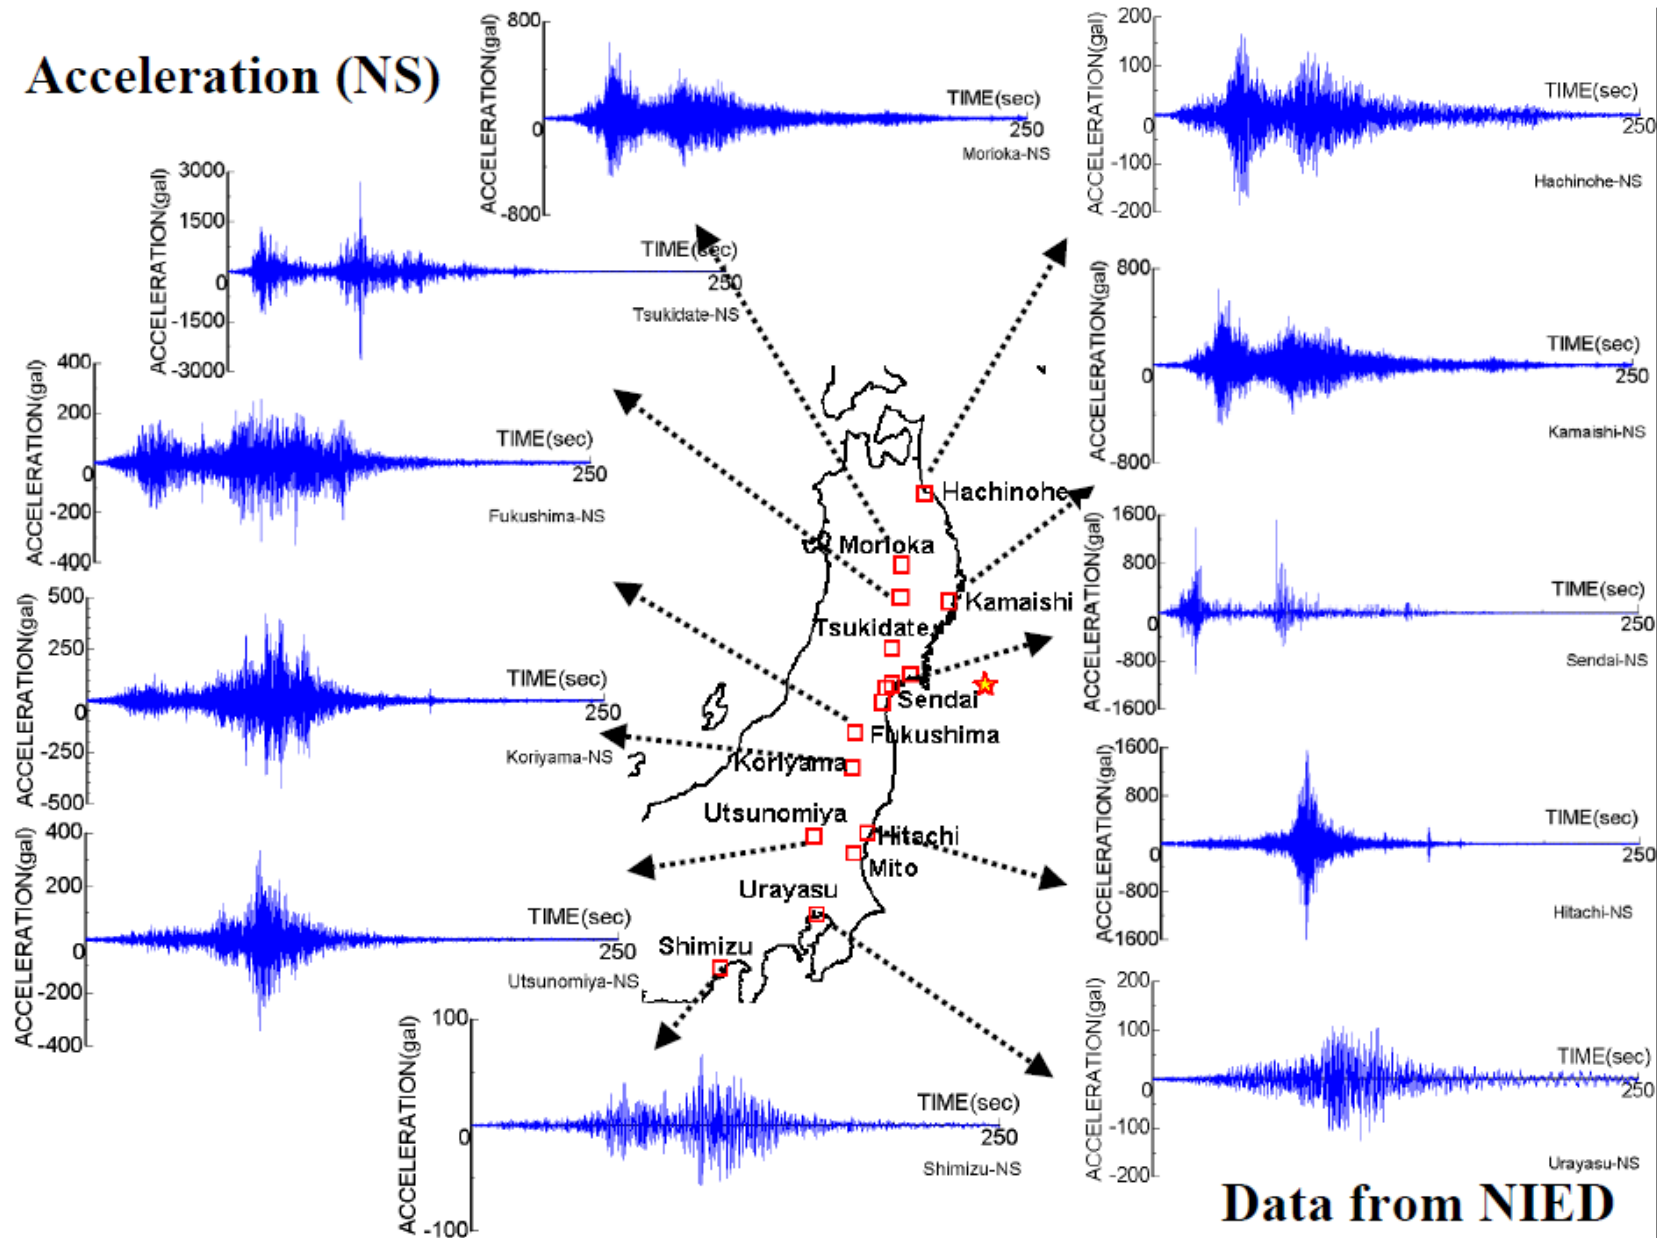 Acceleration (NS)
ACCELERATION(gal)
800
0
-800
TIME(sec)
250
Morioka-NS
ACCELERATION(gal)
200
100
0
-100
-200
TIME(sec)
250
Hachinohe-NS
ACCELERATION(gal)
3000
1500
0
-1500
-3000
TIME(sec)
250
Tsukidate-NS
ACCELERATION(gal)
800
0
-800
TIME(sec)
250
Kamaishi-NS
ACCELERATION(gal)
400
200
0
-200
-400
TIME(sec)
250
Fukushima-NS
ACCELERATION(gal)
1600
800
0
-800
-1600
TIME(sec)
250
Sendai-NS
ACCELERATION(gal)
500
250
0
-250
-500
TIME(sec)
250
Koriyama-NS
ACCELERATION(gal)
1600
800
0
-800
-1600
TIME(sec)
250
Hitachi-NS
ACCELERATION(gal)
400
200
0
-200
-400
TIME(sec)
250
Utsunomiya-NS
ACCELERATION(gal)
200
100
0
-100
-200
TIME(sec)
250
Urayasu-NS
ACCELERATION(gal)
100
0
-100
TIME(sec)
250
Shimizu-NS
Hachinohe
Morioka
Kamaishi
Tsukidate
Sendai
Fukushima
Koriyama
Utsunomiya
Hitachi
Mito
Urayasu
Shimizu
Data from NIED